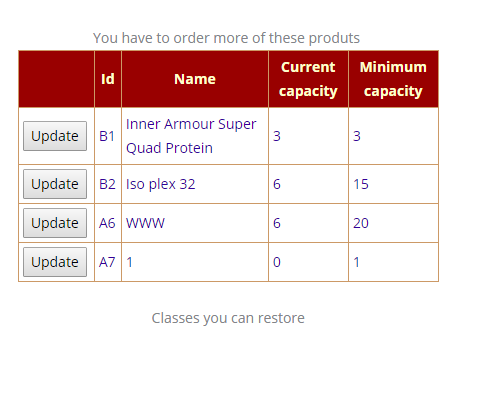 You have to order more of these produts
Id Name Current capacity Minimum capacity
Update B1 Inner Armour Super Quad Protein 3 3
Update B2 Iso plex 32 6 15
Update A6 WWW 6 20
Update A7 1 0 1
Classes you can restore